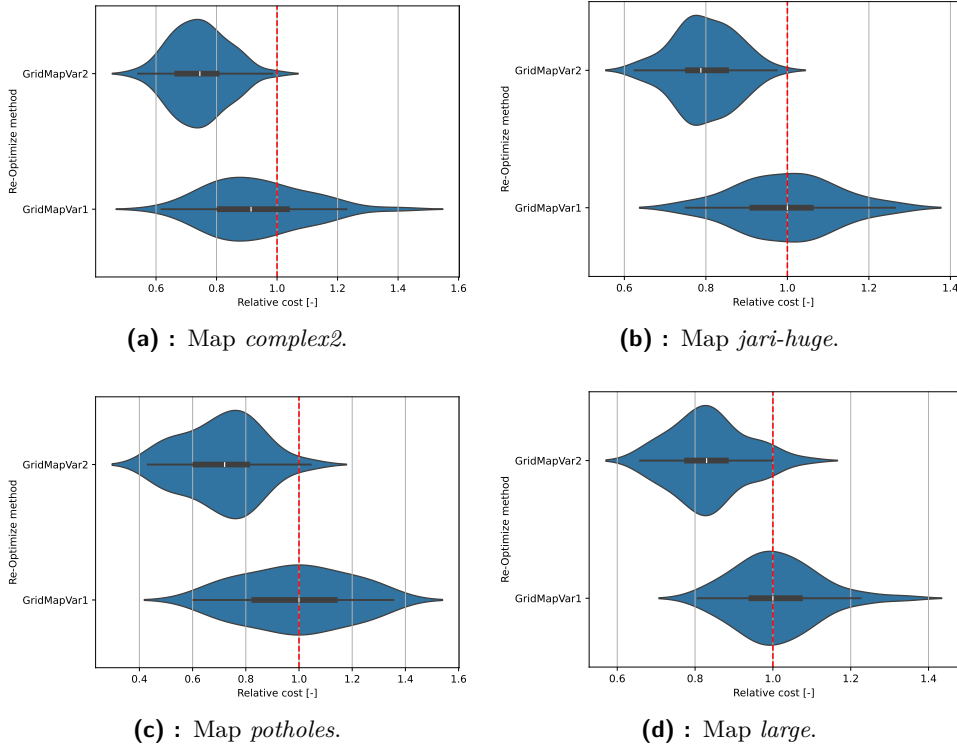 GridMapVar2
GridMapVar1
Re-Optimize method
0.6 0.8 1.0 1.2 1.4 1.6
Relative cost [-]
(a) : Map complex2.
GridMapVar2
GridMapVar1
Re-Optimize method
0.6 0.8 1.0 1.2 1.4
Relative cost [-]
(b) : Map jari-huge.
GridMapVar2
GridMapVar1
Re-Optimize method
0.4 0.6 0.8 1.0 1.2 1.4 1.6
Relative cost [-]
(c) : Map potholes.
GridMapVar2
GridMapVar1
Re-Optimize method
0.6 0.8 1.0 1.2 1.4
Relative cost [-]
(d) : Map large.